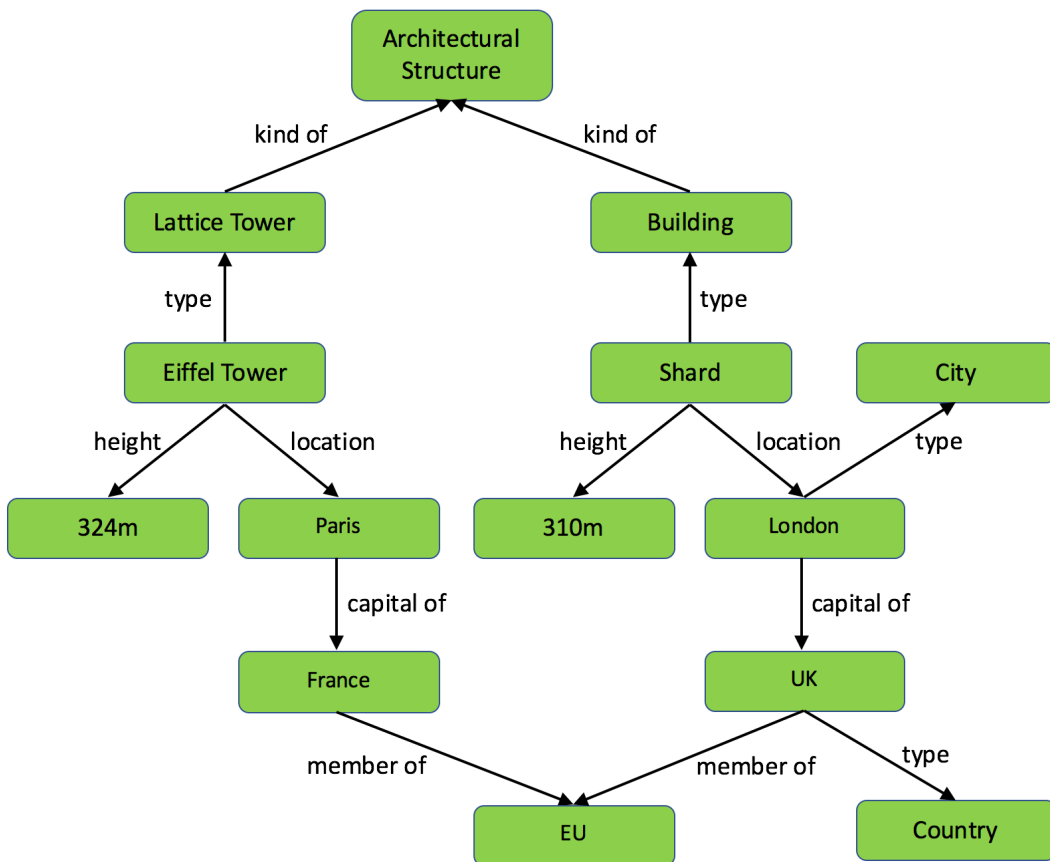 Architectural
Structure
kind of
kind of
Lattice Tower
Building
type
type
Eiffel Tower
Shard
City
height
location
height
location
type
324m
Paris
310m
London
capital of
capital of
France
UK
member of
member of
type
EU
Country